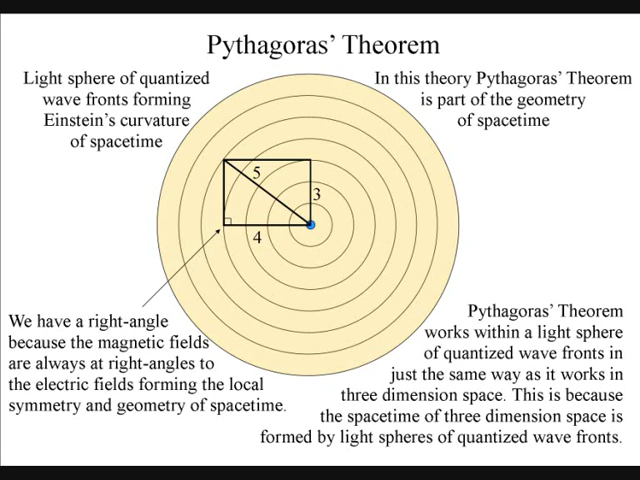 Pythagoras' Theorem
Light sphere of quantized
wave fronts forming
Einstein's curvature
of spacetime
In this theory Pythagoras' Theorem
is part of the geometry
of spacetime
5
3
4
We have a right-angle
because the magnetic fields
are always at right-angles to
the electric fields forming the local
symmetry and geometry of spacetime.
Pythagoras' Theorem
works within a light sphere
of quantized wave fronts in
just the same way as it works in
three dimension space. This is because
the spacetime of three dimension space is
formed by light spheres of quantized wave fronts.